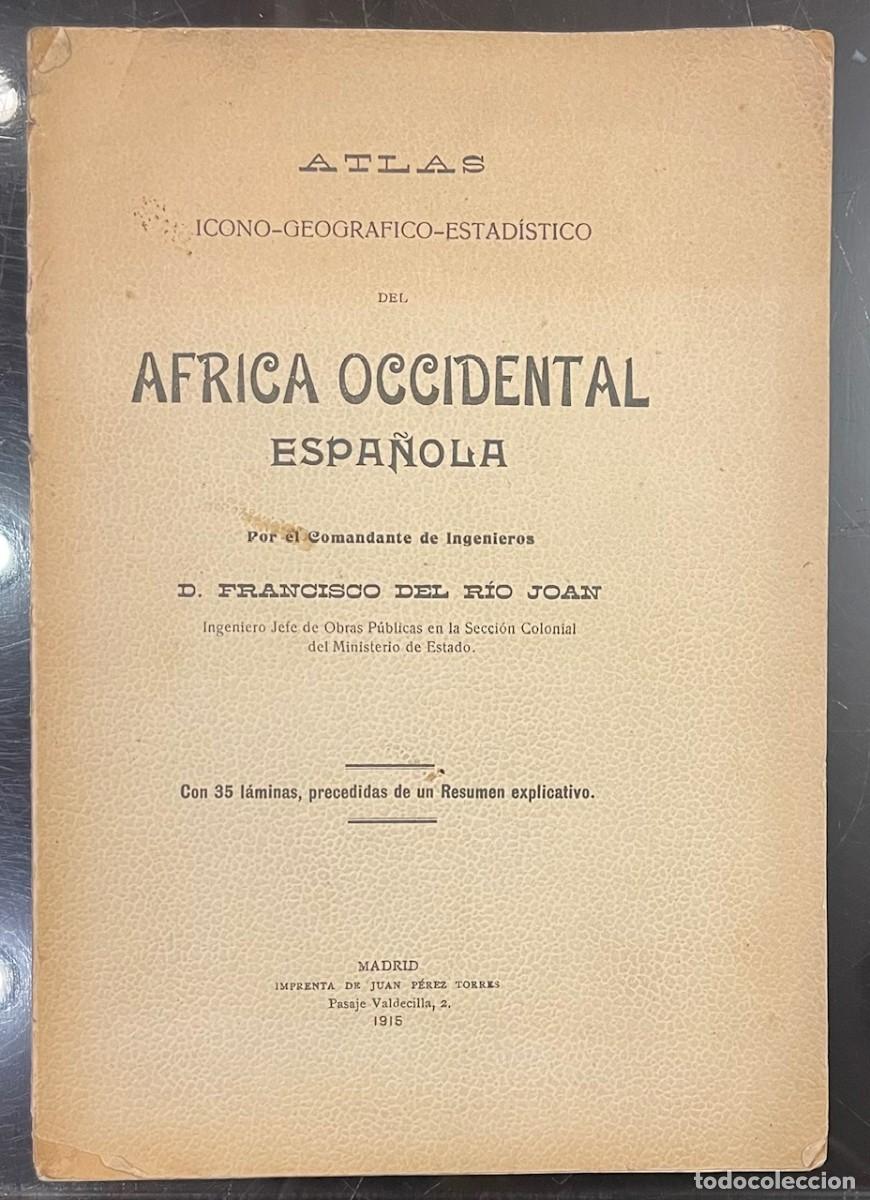 ATLAS
ICONO-GEOGRAFICO-ESTADÍSTICO
DEL
AFRICA OCCIDENTAL
ESPAÑOLA
Por el Comandante de Ingenieros
D. FRANCISCO DEL RÍO JOAN
Ingeniero Jefe de Obras Públicas en la Sección Colonial
del Ministerio de Estado.
Con 35 láminas, precedidas de un Resumen explicativo.
MADRID
IMPRENTA DE JUAN PÉREZ TORRES
Pasaje Valdecilla, 2.
1915
todocoleccion